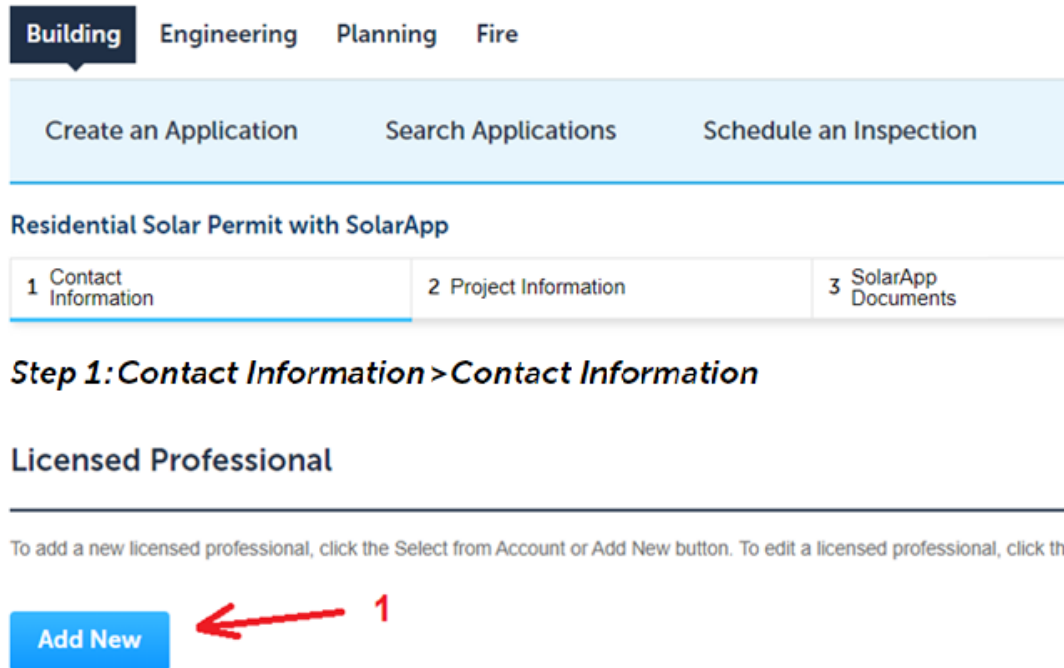 Building Engineering Planning Fire
Create an Application Search Applications Schedule an Inspection
Residential Solar Permit with SolarApp
1 Contact Information 2 Project Information 3 SolarApp Documents
Step 1: Contact Information > Contact Information
Licensed Professional
To add a new licensed professional, click the Select from Account or Add New button. To edit a licensed professional, click th
Add New 1